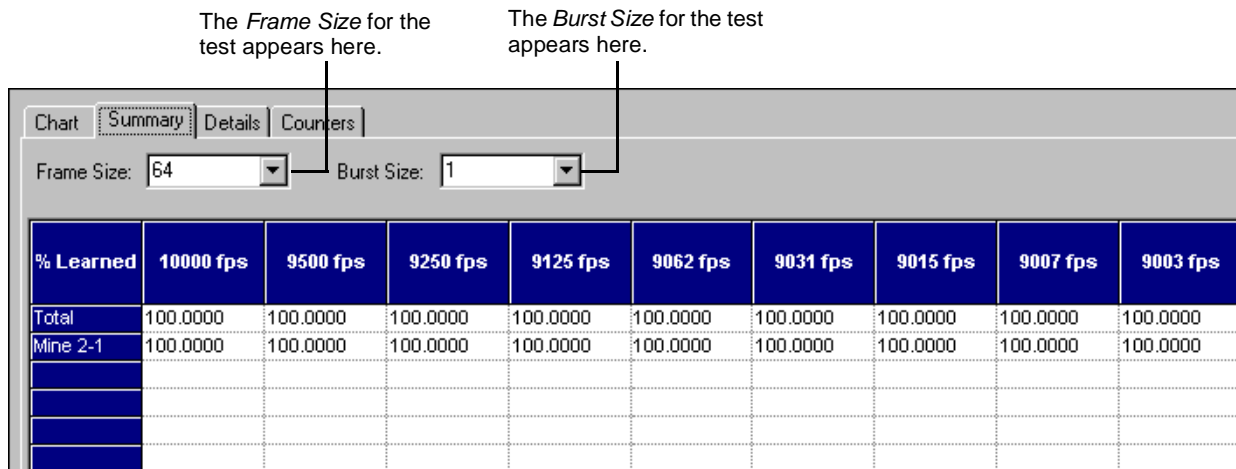 The Frame Size for the
test appears here.
The Burst Size for the test
appears here.
Chart Summary Details Counters
Frame Size: 64 Burst Size: 1
% Learned 10000 fps 9500 fps 9250 fps 9125 fps 9062 fps 9031 fps 9015 fps 9007 fps 9003 fps
Total 100.0000 100.0000 100.0000 100.0000 100.0000 100.0000 100.0000 100.0000 100.0000
Mine 2-1 100.0000 100.0000 100.0000 100.0000 100.0000 100.0000 100.0000 100.0000 100.0000